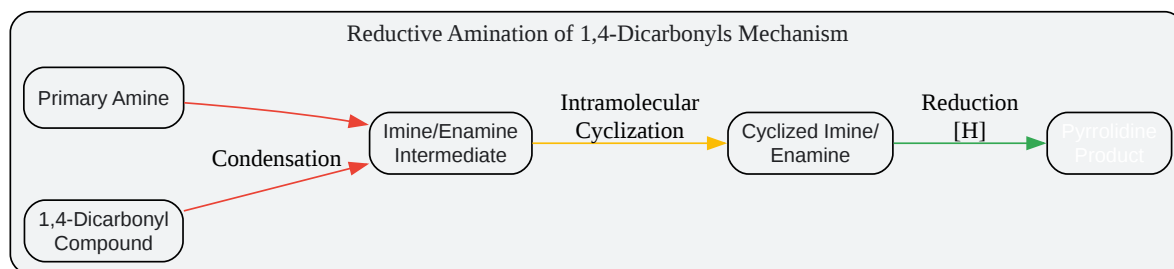 Reductive Amination of 1,4-Dicarbonyls Mechanism
Primary Amine
1,4-Dicarbonyl
Compound
Condensation
Imine/Enamine
Intermediate
Intramolecular
Cyclization
Cyclized Imine/
Enamine
Reduction
[H]
Pyrrolidine
Product